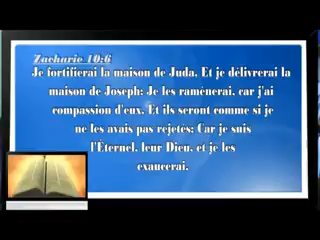 Zacharie 10:6
Je fortifierai la maison de Juda, Et je délivrerai la
maison de Joseph; Je les ramènerai, car j'ai
compassion d'eux, Et ils seront comme si je
ne les avais pas rejetés; Car je suis
l'Éternel, leur Dieu, et je les
exaucerai.